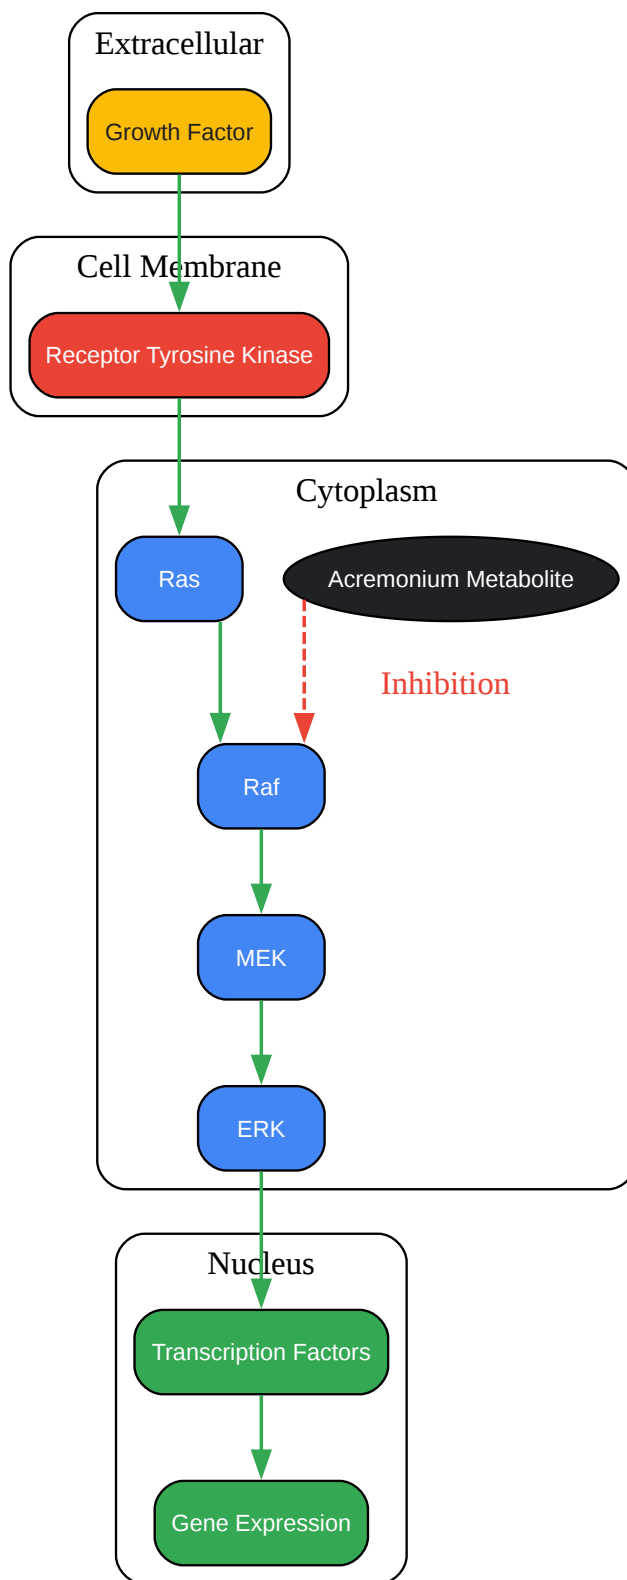 Extracellular
Growth Factor
Cell Membrane
Receptor Tyrosine Kinase
Cytoplasm
Ras
Acremonium Metabolite
Inhibition
Raf
MEK
ERK
Nucleus
Transcription Factors
Gene Expression